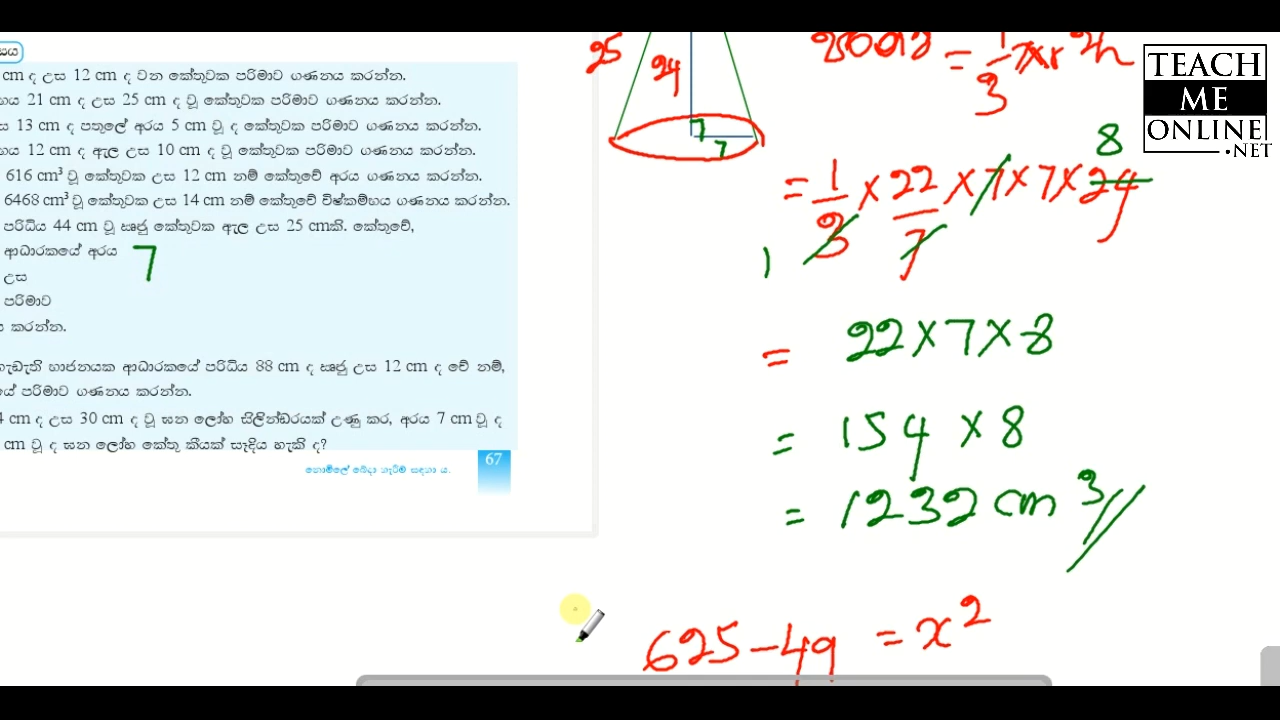 සය
cm ද උස 12 cm ද වන කේතුවක පරිමාව ගණනය කරන්න.
භය 21 cm ද උස 25 cm ද වූ කේතුවක පරිමාව ගණනය කරන්න.
ස 13 cm ද පතුලේ අරය 5 cm වූ ද කේතුවක පරිමාව ගණනය කරන්න.
භය 12 cm ද ඇල උස 10 cm ද වූ කේතුවක පරිමාව ගණනය කරන්න.
616 cm³ වූ කේතුවක උස 12 cm නම් කේතුවේ අරය ගණනය කරන්න.
6468 cm³ වූ කේතුවක උස 14 cm නම් කේතුවේ විෂ්කම්භය ගණනය කරන්න.
පරිධිය 44 cm වූ ඍජු කේතුවක ඇල උස 25 cmකි. කේතුවේ,
ආධාරකයේ අරය 7
උස
පරිමාව
ය කරන්න.
හැඩැති භාජනයක ආධාරකයේ පරිධිය 88 cm ද ඍජු උස 12 cm ද වේ නම්,
යේ පරිමාව ගණනය කරන්න.
4 cm ද උස 30 cm ද වූ ඝන ලෝහ සිලින්ඩරයක් උණු කර, අරය 7 cm වූ ද
cm වූ ද ඝන ලෝහ කේතු කීයක් සෑදිය හැකි ද?
නොමිලේ බෙදා හැරීම සඳහා ය.
67
25
24
7
7
= 1/3 πr²h
8
= 1/3 × 22/7 × 7 × 7 × 24
1
= 22 × 7 × 8
= 154 × 8
= 1232 cm³
625 - 49 = x²
TEACH
ME
ONLINE
.NET